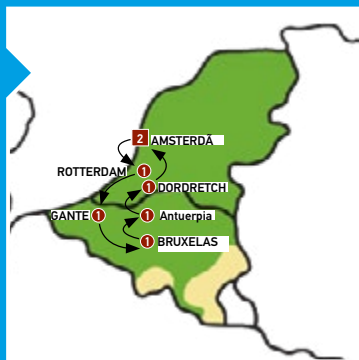 2 AMSTERDÃ
ROTTERDAM 1
1 DORDRETCH
GANTE 1
1 Antuerpia
1 BRUXELAS